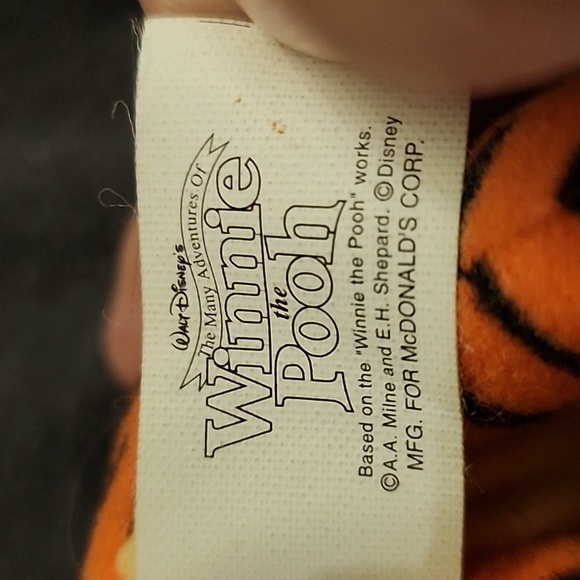 Walt Disney's
The Many Adventures Of
Winnie
the
Pooh
Based on the "Winnie the Pooh" works.
©A.A. Milne and E.H. Shepard. ©Disney
MFG. FOR McDONALD'S CORP.